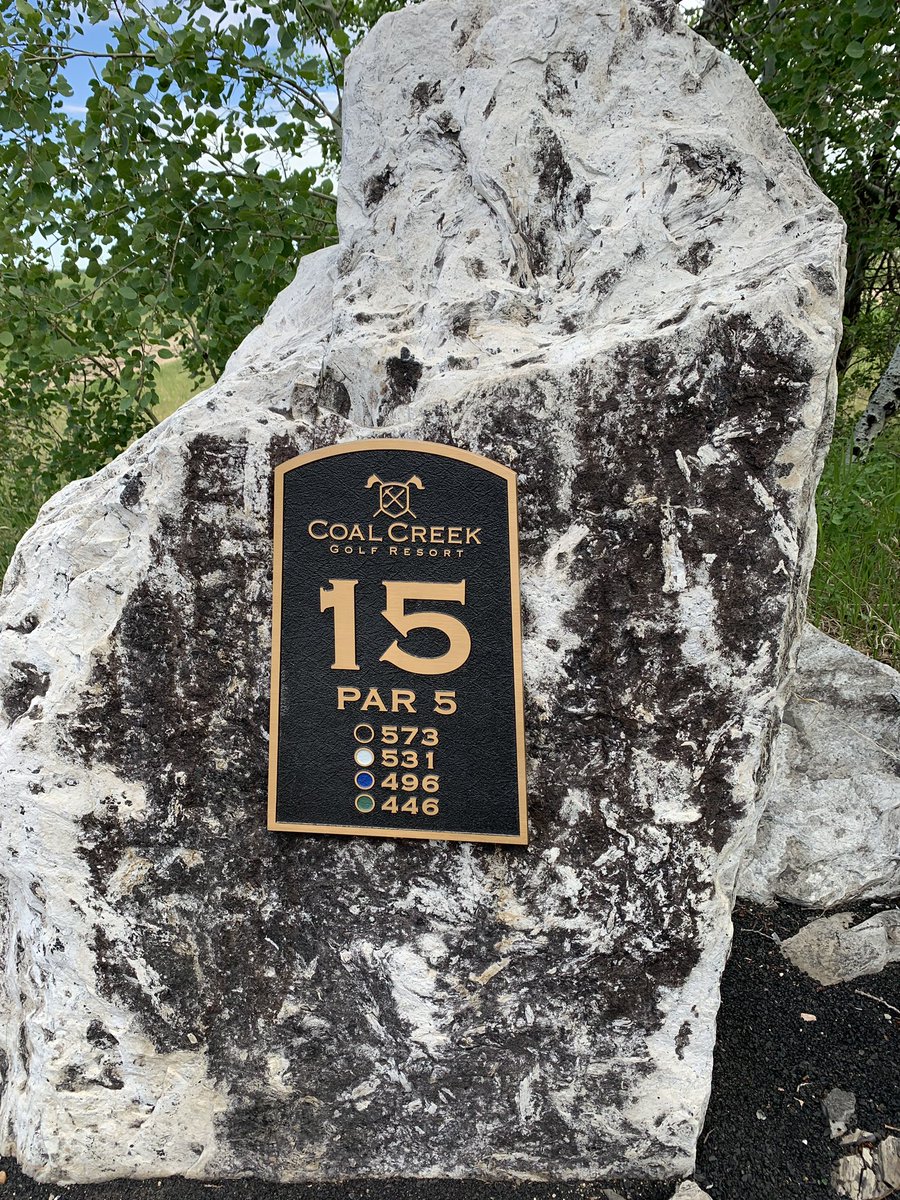 COAL CREEK
GOLF RESORT
15
PAR 5
573
531
496
446